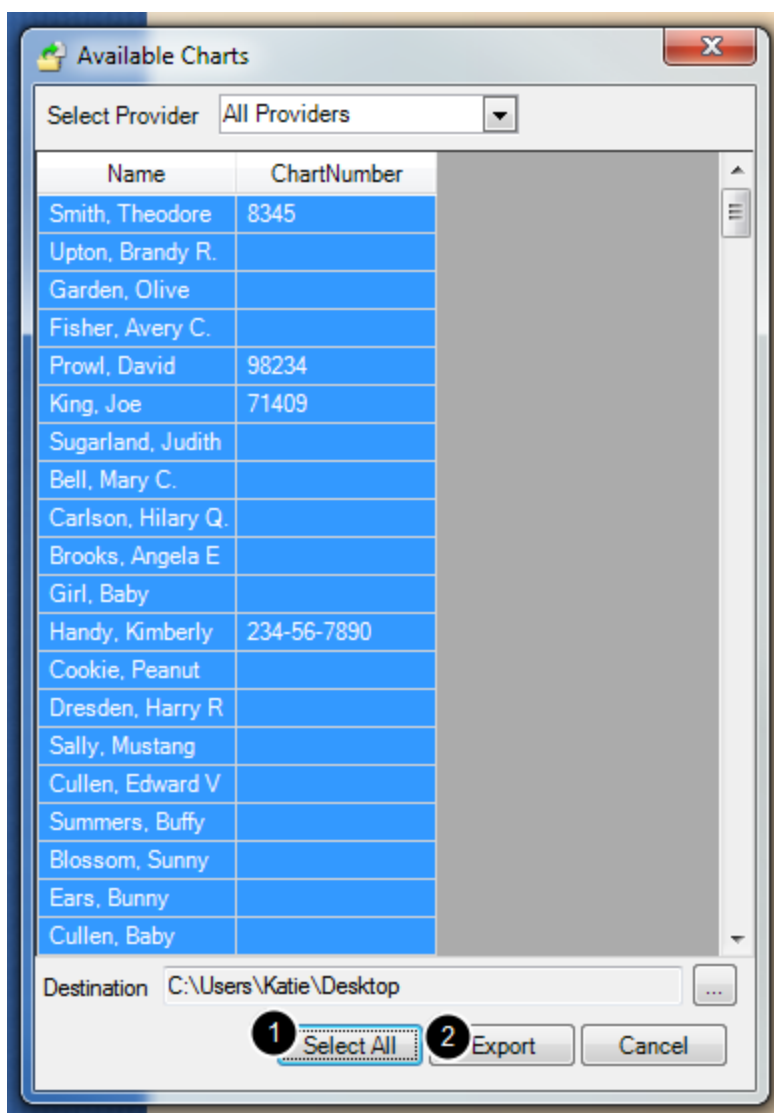 Available Charts
Select Provider All Providers
Name ChartNumber
Smith, Theodore 8345
Upton, Brandy R.
Garden, Olive
Fisher, Avery C.
Prowl, David 98234
King, Joe 71409
Sugarland, Judith
Bell, Mary C.
Carlson, Hilary Q.
Brooks, Angela E
Girl, Baby
Handy, Kimberly 234-56-7890
Cookie, Peanut
Dresden, Harry R
Sally, Mustang
Cullen, Edward V
Summers, Buffy
Blossom, Sunny
Ears, Bunny
Cullen, Baby
Destination C:\Users\Katie\Desktop ...
1 Select All 2 Export Cancel